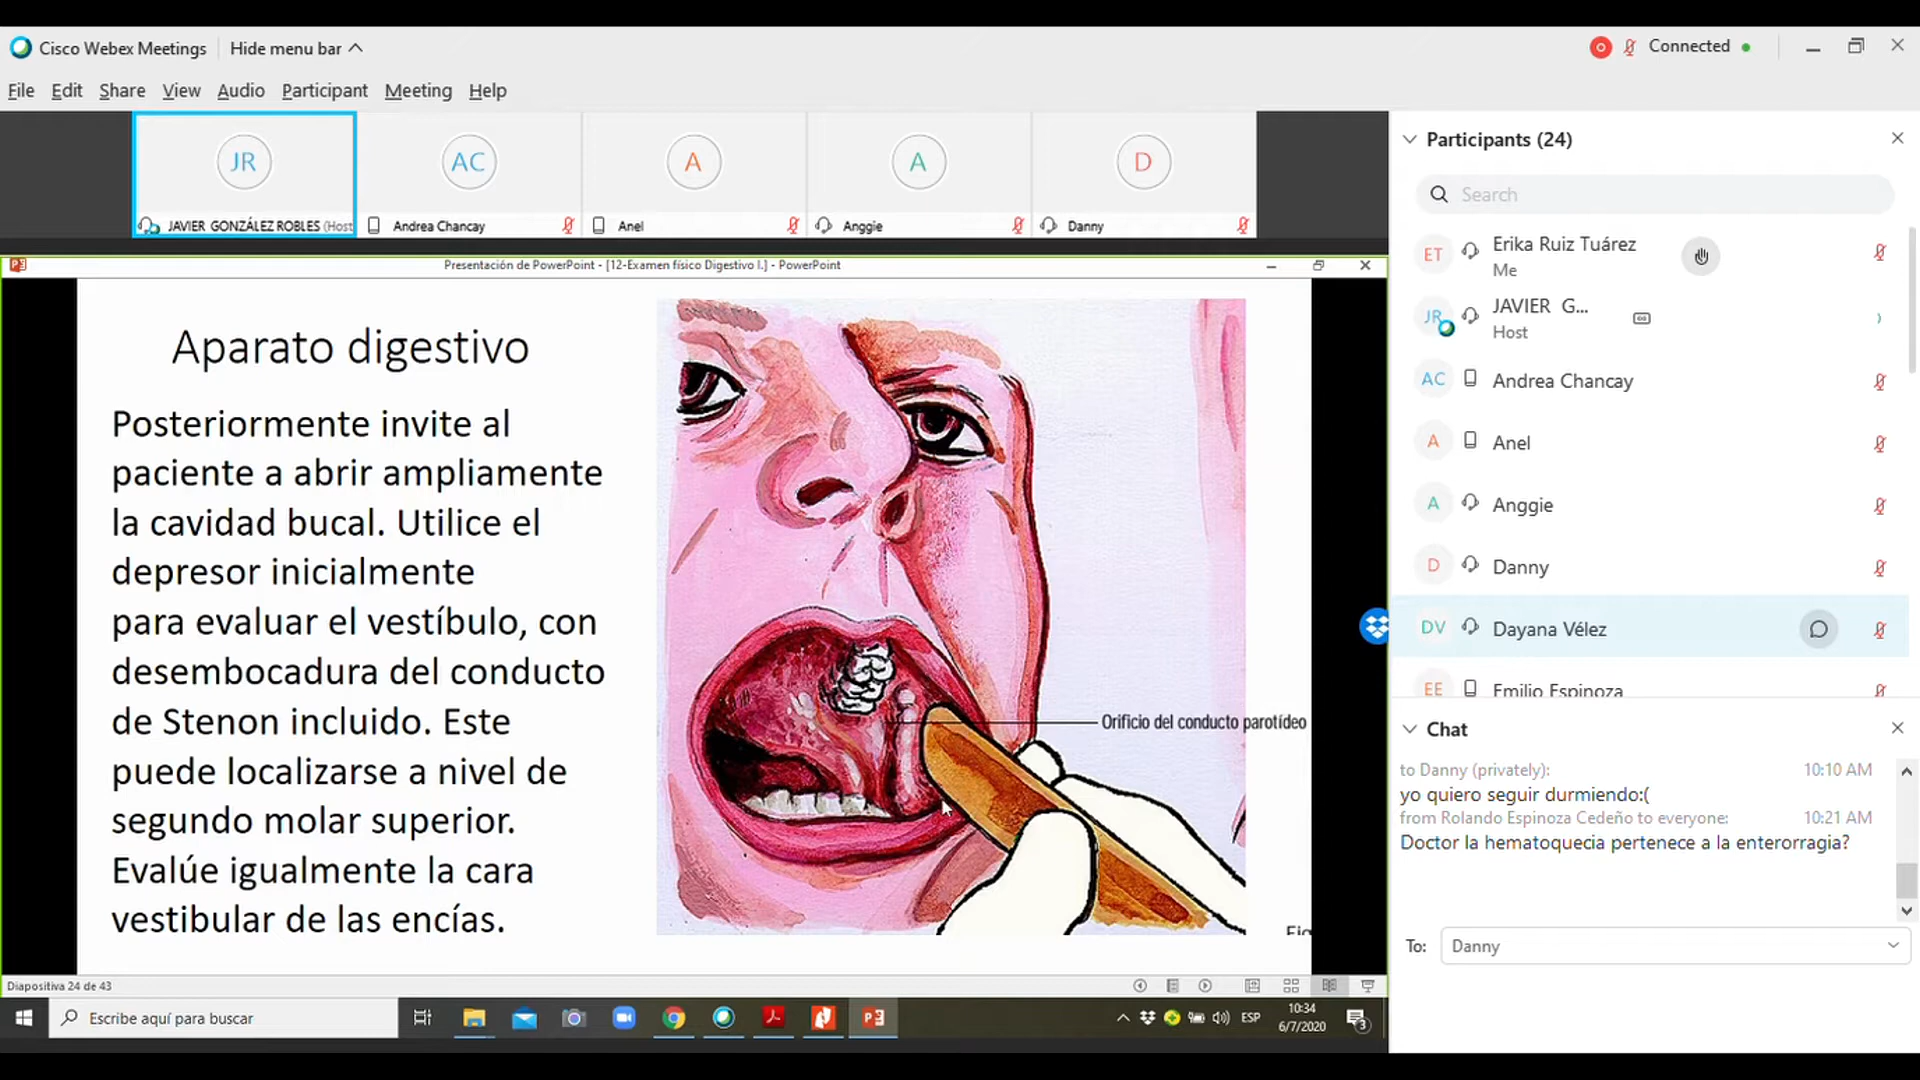 Cisco Webex Meetings
Hide menu bar
Connected
File Edit Share View Audio Participant Meeting Help
JR
AC
A
A
D
JAVIER GONZÁLEZ ROBLES (Host
Andrea Chancay
Anel
Anggie
Danny
Presentación de PowerPoint - [12-Examen físico Digestivo I.] - PowerPoint
Aparato digestivo
Posteriormente invite al
paciente a abrir ampliamente
la cavidad bucal. Utilice el
depresor inicialmente
para evaluar el vestíbulo, con
desembocadura del conducto
de Stenon incluido. Este
puede localizarse a nivel de
segundo molar superior.
Evalúe igualmente la cara
vestibular de las encías.
Orificio del conducto parotídeo
Fig
Diapositiva 24 de 43
Escribe aquí para buscar
ESP
10:34
6/7/2020
3
Participants (24)
Search
ET
Erika Ruiz Tuárez
Me
JR
JAVIER G...
Host
AC
Andrea Chancay
A
Anel
A
Anggie
D
Danny
DV
Dayana Vélez
EE
Emilio Espinoza
Chat
to Danny (privately): 10:10 AM
yo quiero seguir durmiendo:(
from Rolando Espinoza Cedeño to everyone: 10:21 AM
Doctor la hematoquecia pertenece a la enterorragia?
To: Danny